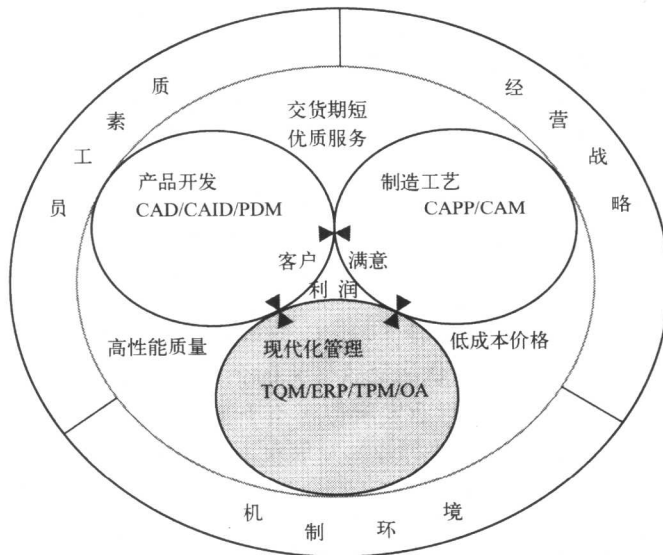 员工素质
经营战略
交货期短
优质服务
产品开发
CAD/CAID/PDM
制造工艺
CAPP/CAM
客户 满意
利润
高性能质量
低成本价格
现代化管理
TQM/ERP/TPM/OA
机制环境